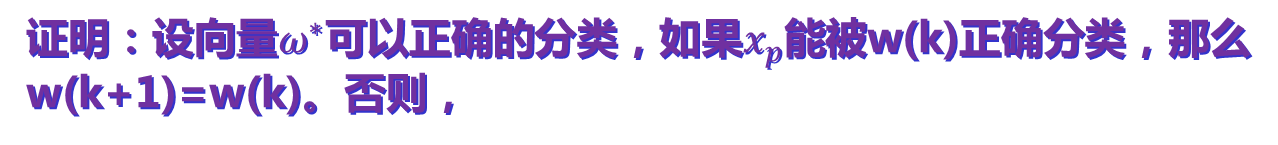 证明：设向量ω*可以正确的分类，如果xₚ能被w(k)正确分类，那么
w(k+1)=w(k)。否则，